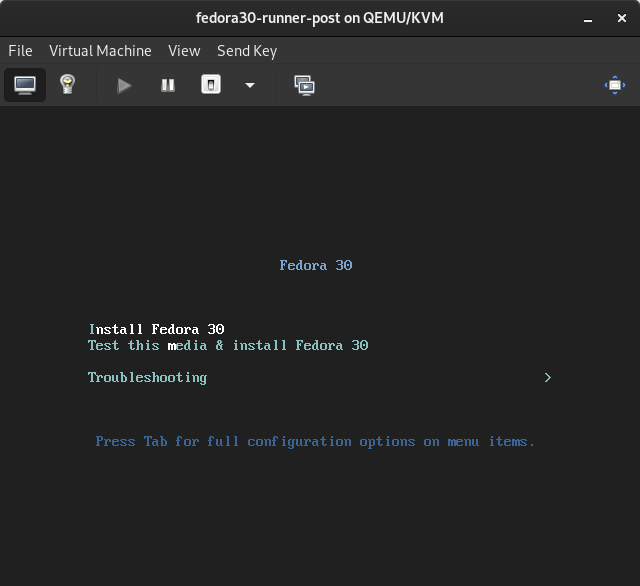 fedora30-runner-post on QEMU/KVM
File Virtual Machine View Send Key
Fedora 30
Install Fedora 30
Test this media & install Fedora 30
Troubleshooting >
Press Tab for full configuration options on menu items.